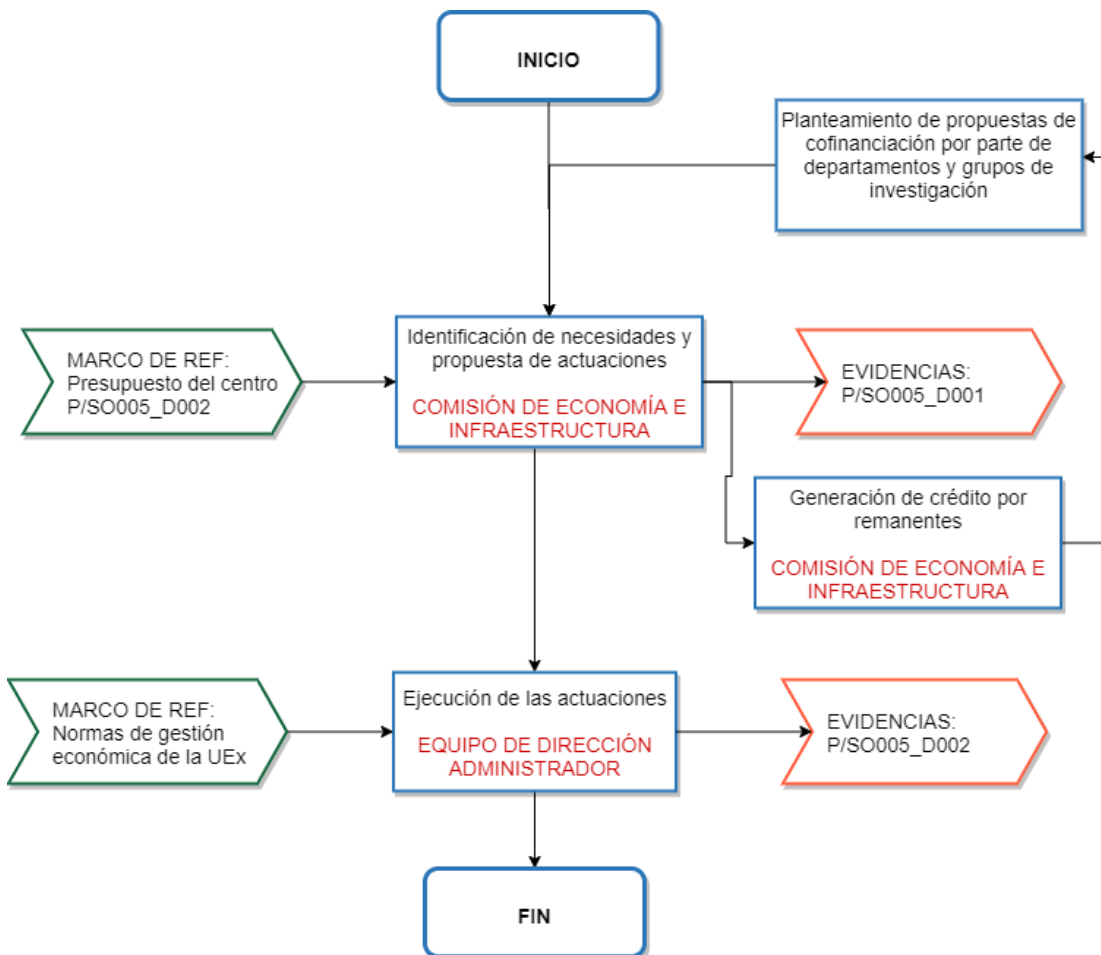 INICIO
Planteamiento de propuestas de
cofinanciación por parte de
departamentos y grupos de
investigación
MARCO DE REF:
Presupuesto del centro
P/SO005_D002
Identificación de necesidades y
propuesta de actuaciones
COMISIÓN DE ECONOMÍA E
INFRAESTRUCTURA
EVIDENCIAS:
P/SO005_D001
Generación de crédito por
remanentes
COMISIÓN DE ECONOMÍA E
INFRAESTRUCTURA
MARCO DE REF:
Normas de gestión
económica de la UEx
Ejecución de las actuaciones
EQUIPO DE DIRECCIÓN
ADMINISTRADOR
EVIDENCIAS:
P/SO005_D002
FIN